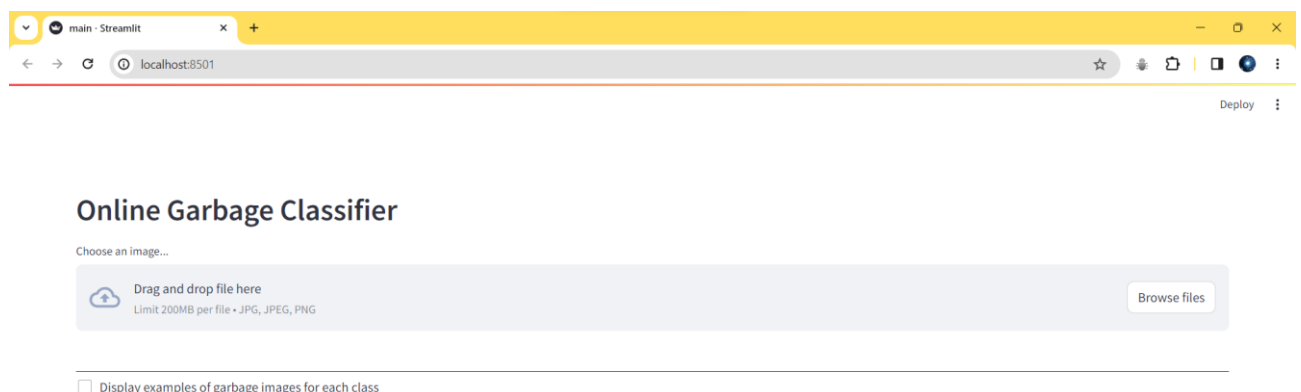 main · Streamlit
localhost:8501
Deploy
Online Garbage Classifier
Choose an image...
Drag and drop file here
Limit 200MB per file • JPG, JPEG, PNG
Browse files
Display examples of garbage images for each class